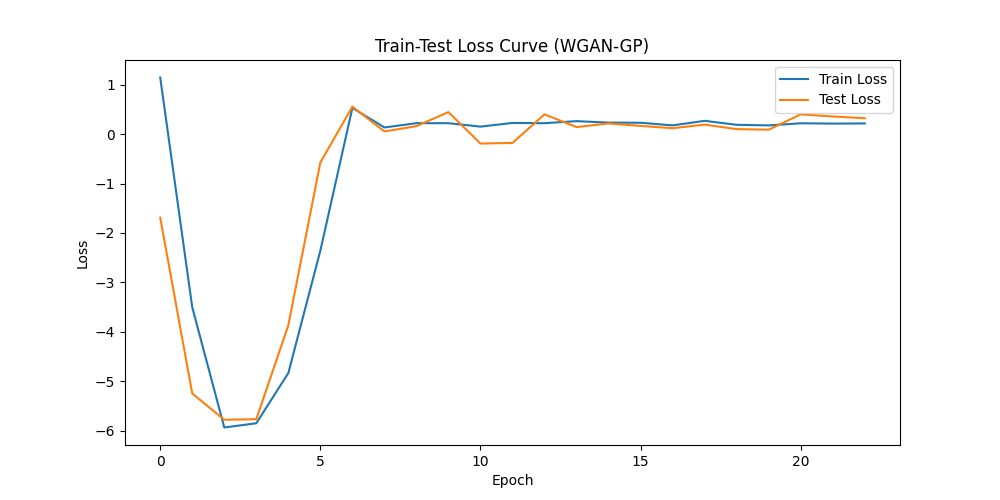 Train-Test Loss Curve (WGAN-GP)
Train Loss
Test Loss
1
0
−1
−2
−3
−4
−5
−6
Loss
0 5 10 15 20
Epoch